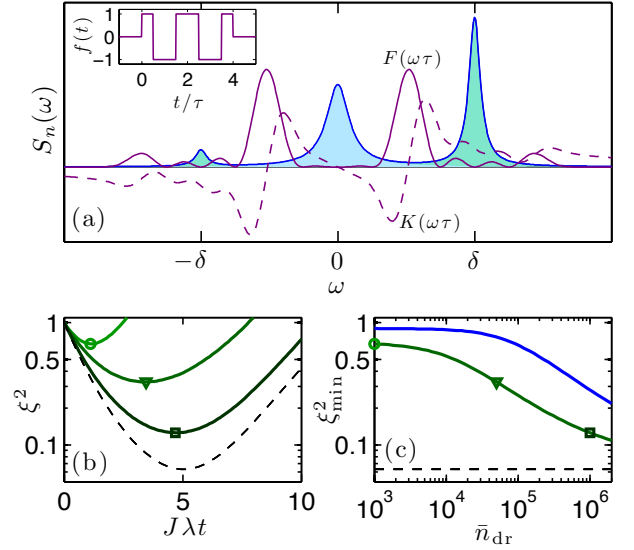 f(t)
1
0
−1
0 2 4
t/τ
S_n(ω)
F(ωτ)
K(ωτ)
(a)
−δ 0 δ
ω
ξ²
1
0.5
0.1
(b)
0 5 10
Jλt
ξ²_min
1
0.5
0.1
(c)
10³ 10⁴ 10⁵ 10⁶
n̄_dr